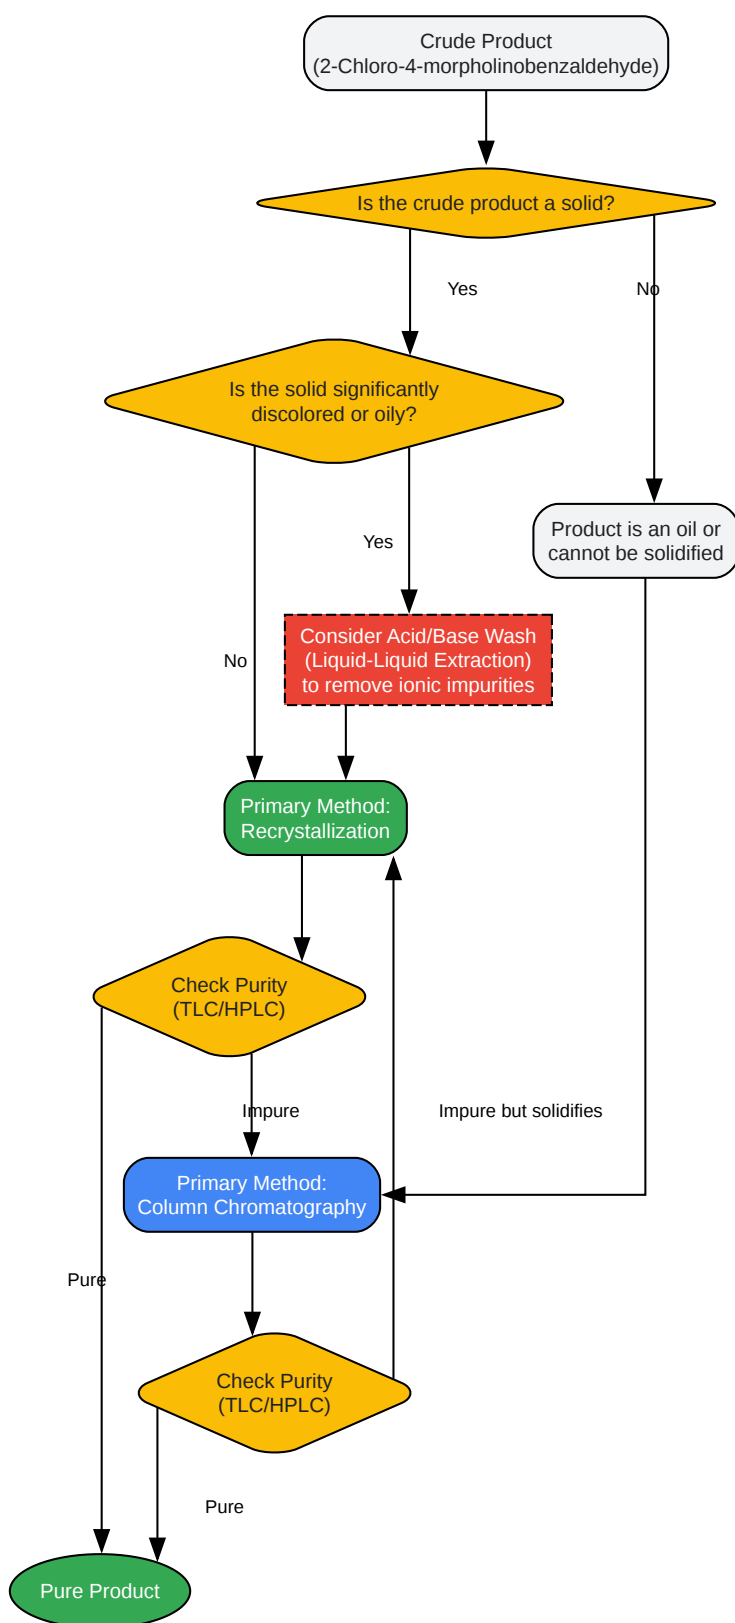 Crude Product
(2-Chloro-4-morpholinobenzaldehyde)
Is the crude product a solid?
Yes
No
Is the solid significantly
discolored or oily?
Product is an oil or
cannot be solidified
Yes
Consider Acid/Base Wash
(Liquid-Liquid Extraction)
to remove ionic impurities
No
Primary Method:
Recrystallization
Check Purity
(TLC/HPLC)
Impure
Impure but solidifies
Primary Method:
Column Chromatography
Pure
Check Purity
(TLC/HPLC)
Pure
Pure Product